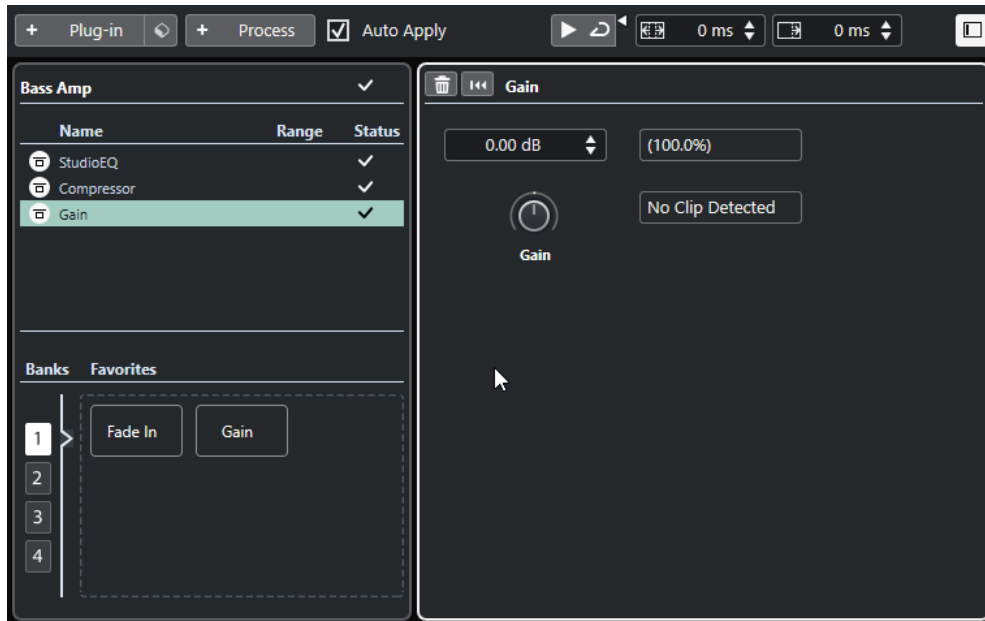 + Plug-in + Process Auto Apply 0 ms 0 ms
Bass Amp
Name Range Status
StudioEQ
Compressor
Gain
Banks Favorites
1
2
3
4
Fade In Gain
Gain
0.00 dB (100.0%)
No Clip Detected
Gain